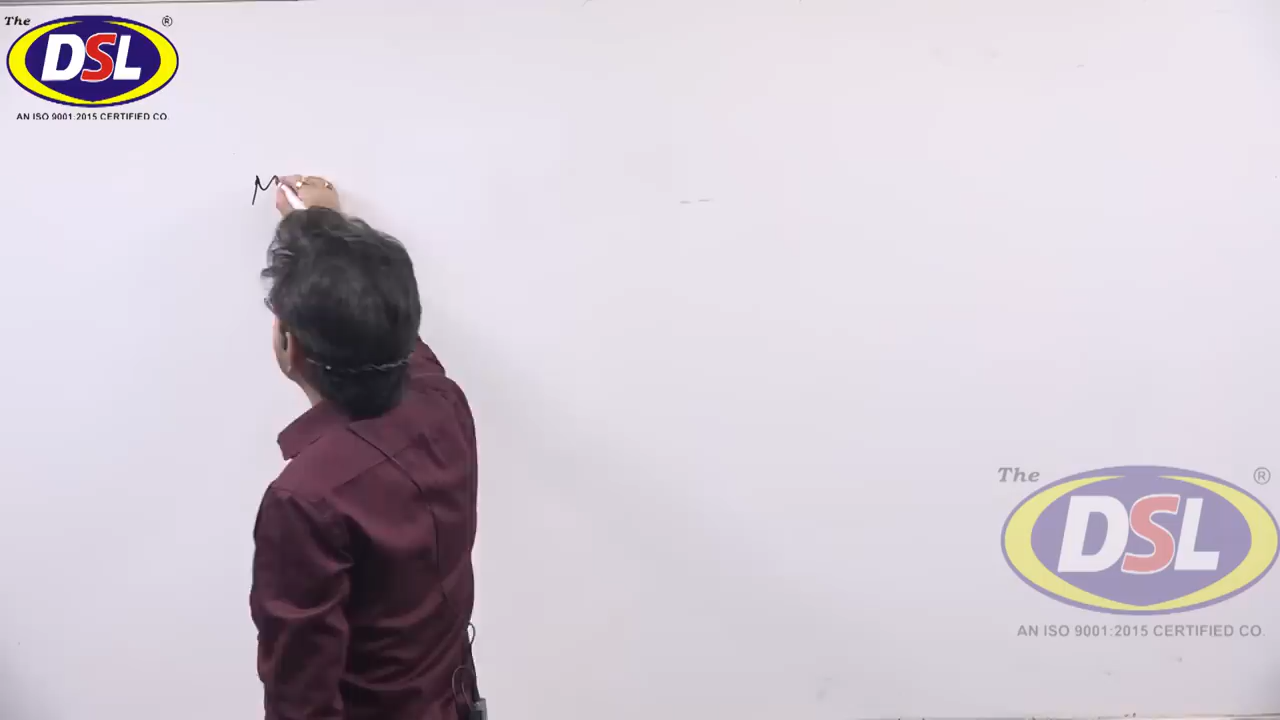 The
DSL
®
AN ISO 9001:2015 CERTIFIED CO.
M
The
DSL
®
AN ISO 9001:2015 CERTIFIED CO.